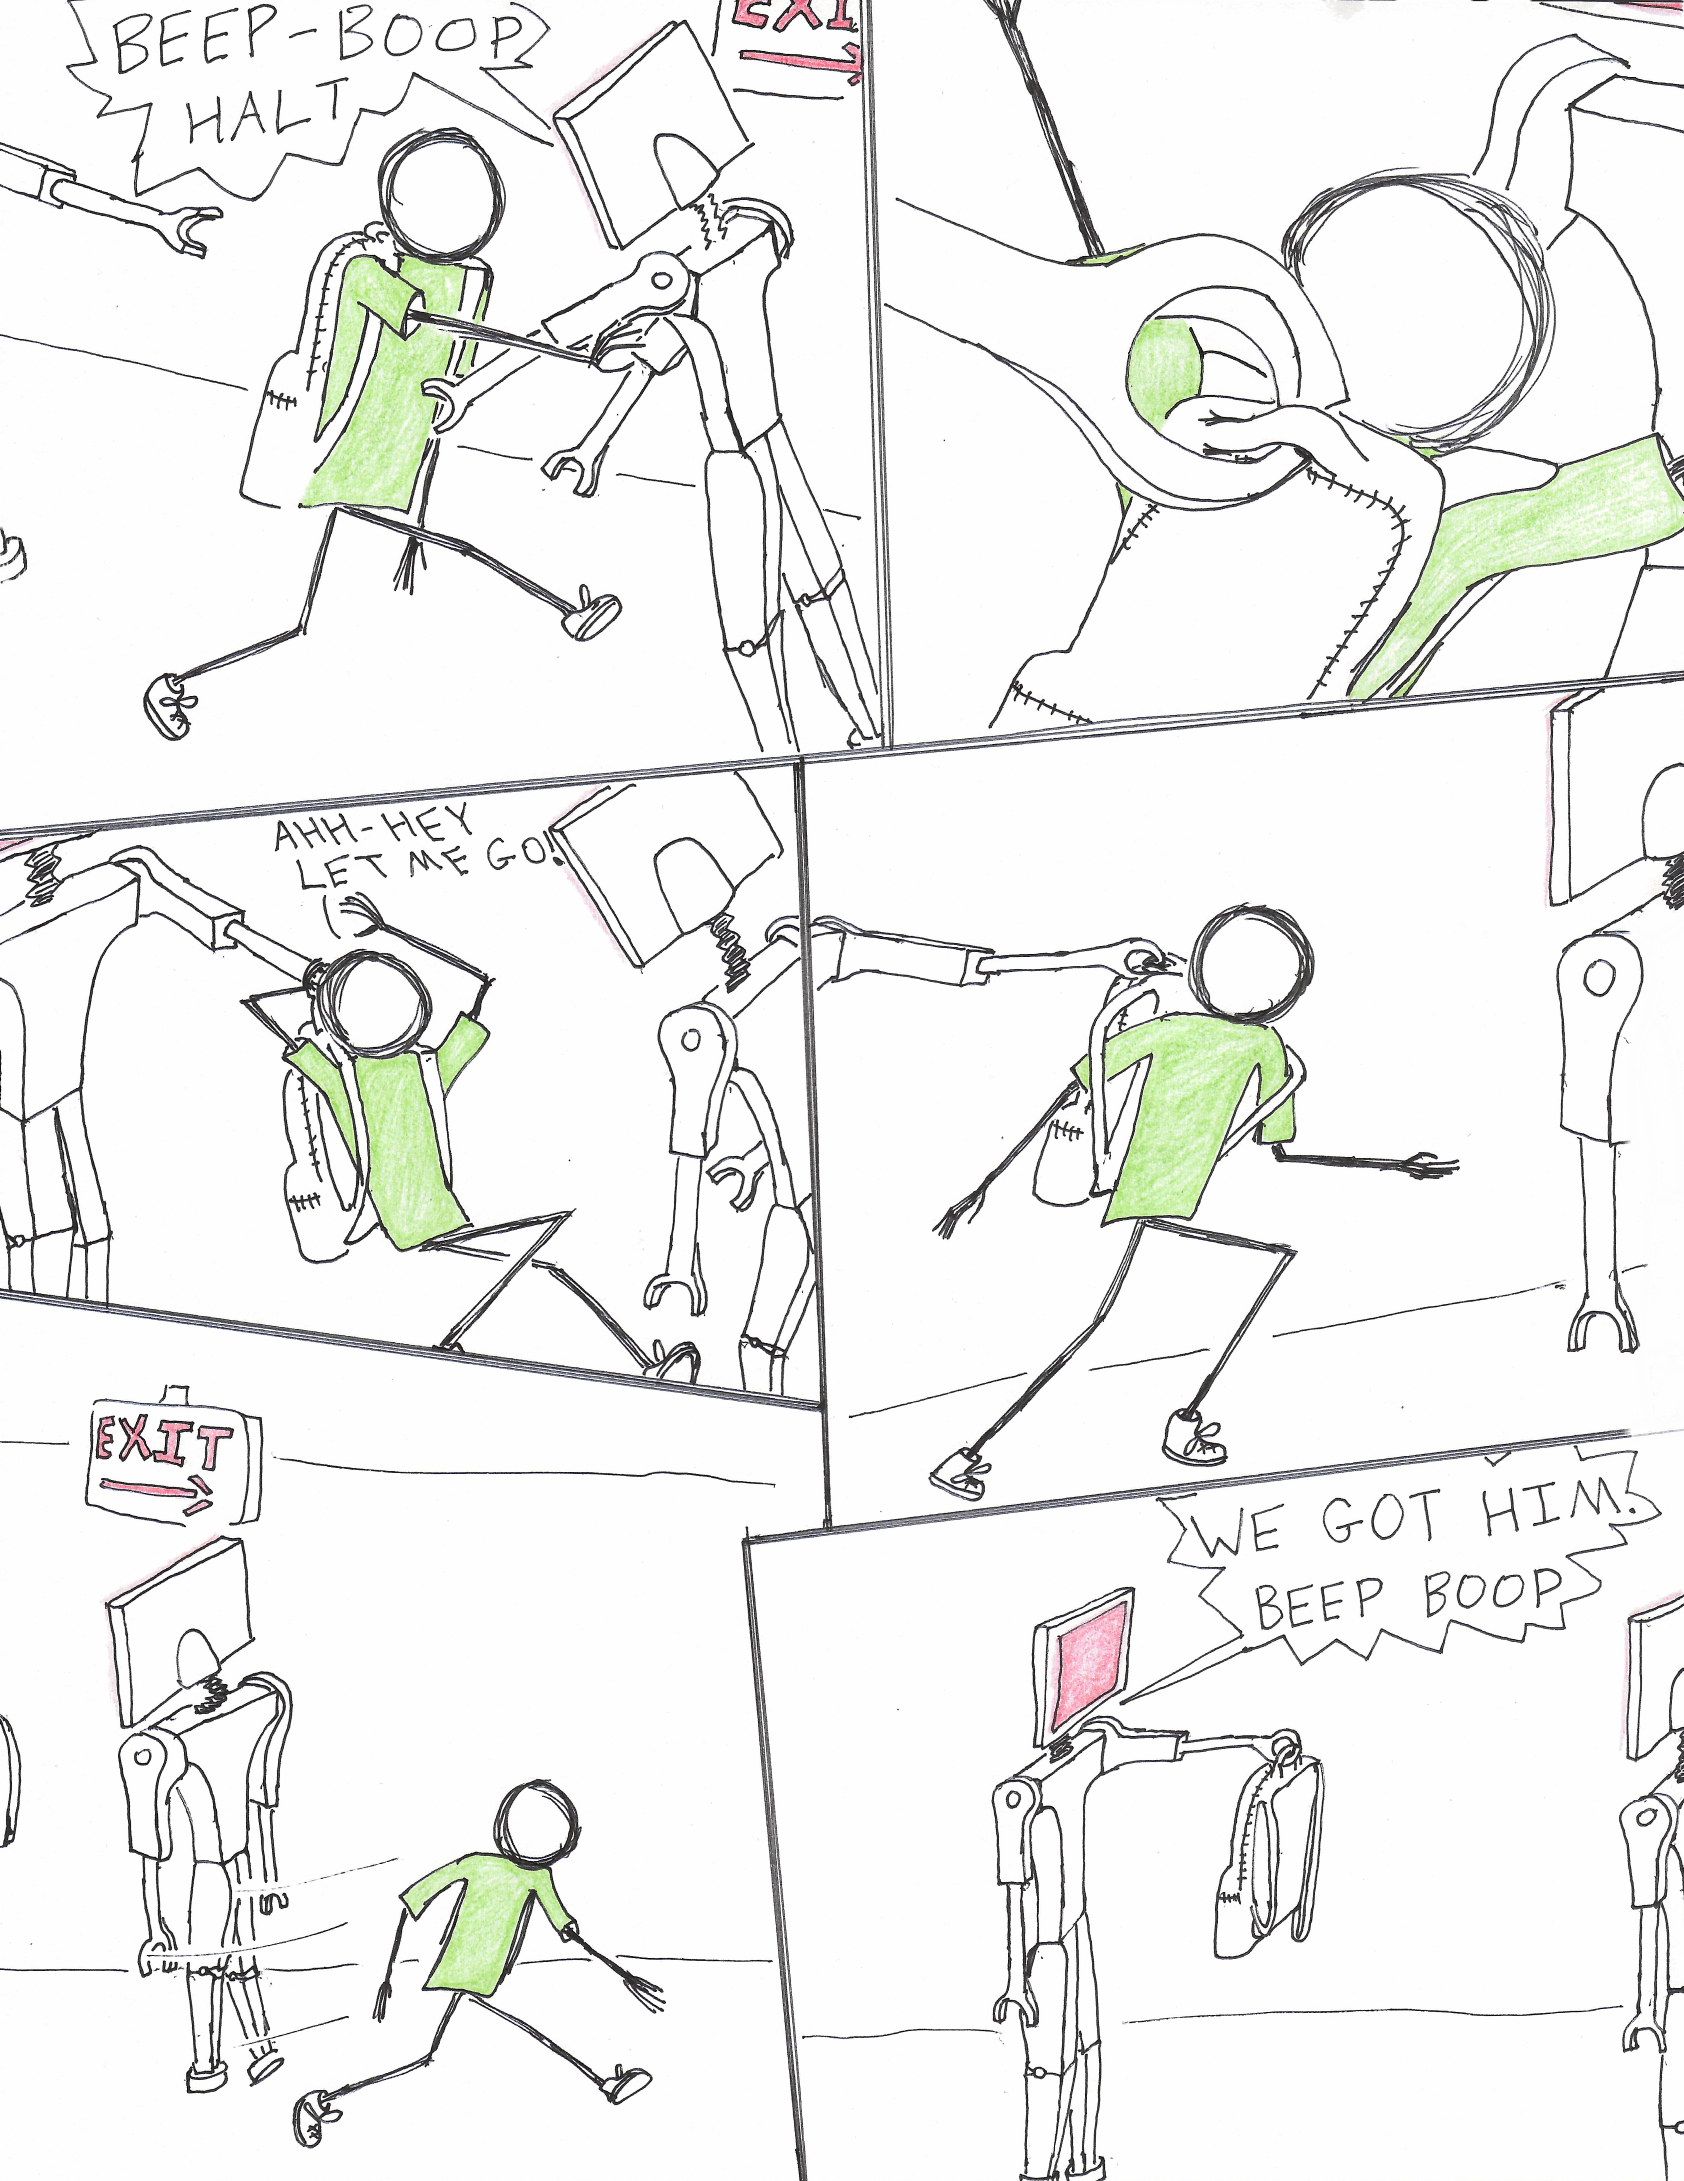 BEEP-BOOP
HALT
EXI
AHH-HEY
LET ME GO!
EXIT
WE GOT HIM.
BEEP BOOP